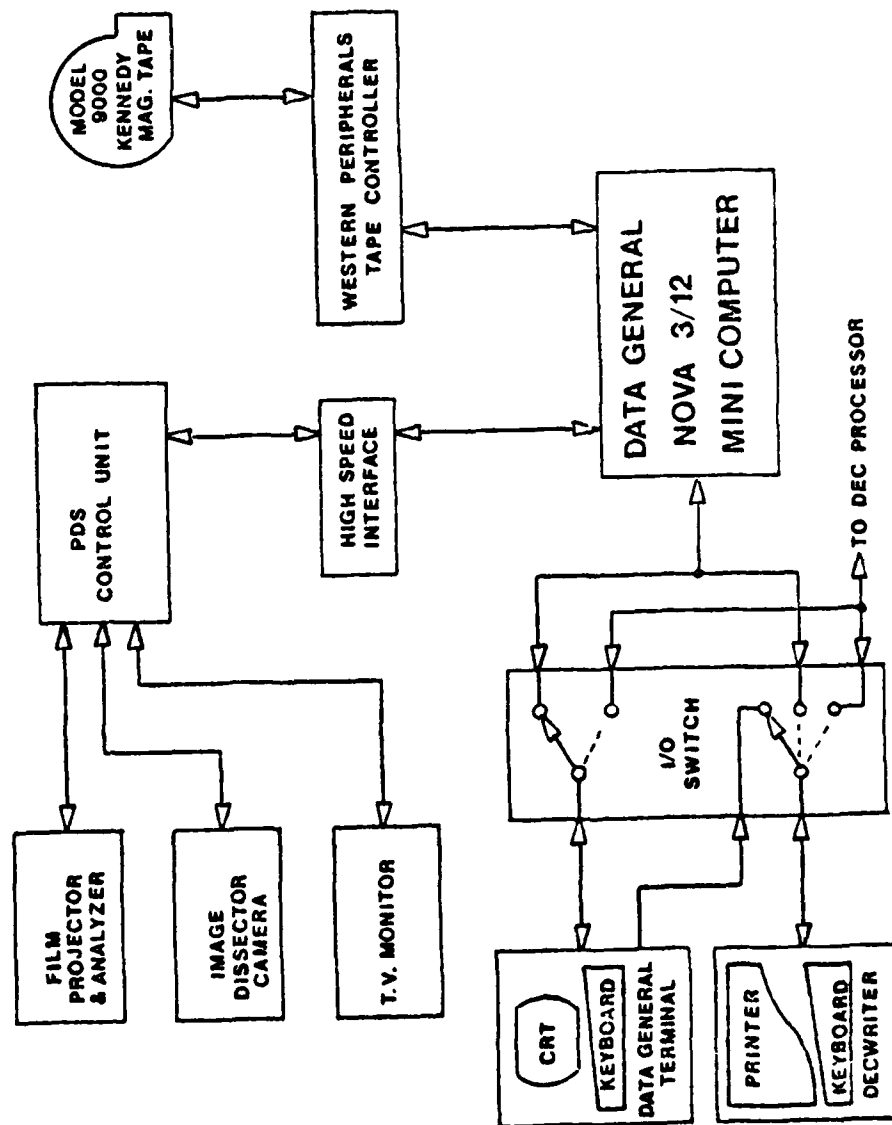 FILM
PROJECTOR
& ANALYZER
IMAGE
DISSECTOR
CAMERA
T.V. MONITOR
PDS
CONTROL UNIT
HIGH SPEED
INTERFACE
MODEL
9000
KENNEDY
MAG. TAPE
WESTERN PERIPHERALS
TAPE CONTROLLER
DATA GENERAL
NOVA 3/12
MINI COMPUTER
CRT
KEYBOARD
DATA GENERAL
TERMINAL
PRINTER
KEYBOARD
DECWRITER
I/O
SWITCH
TO DEC PROCESSOR